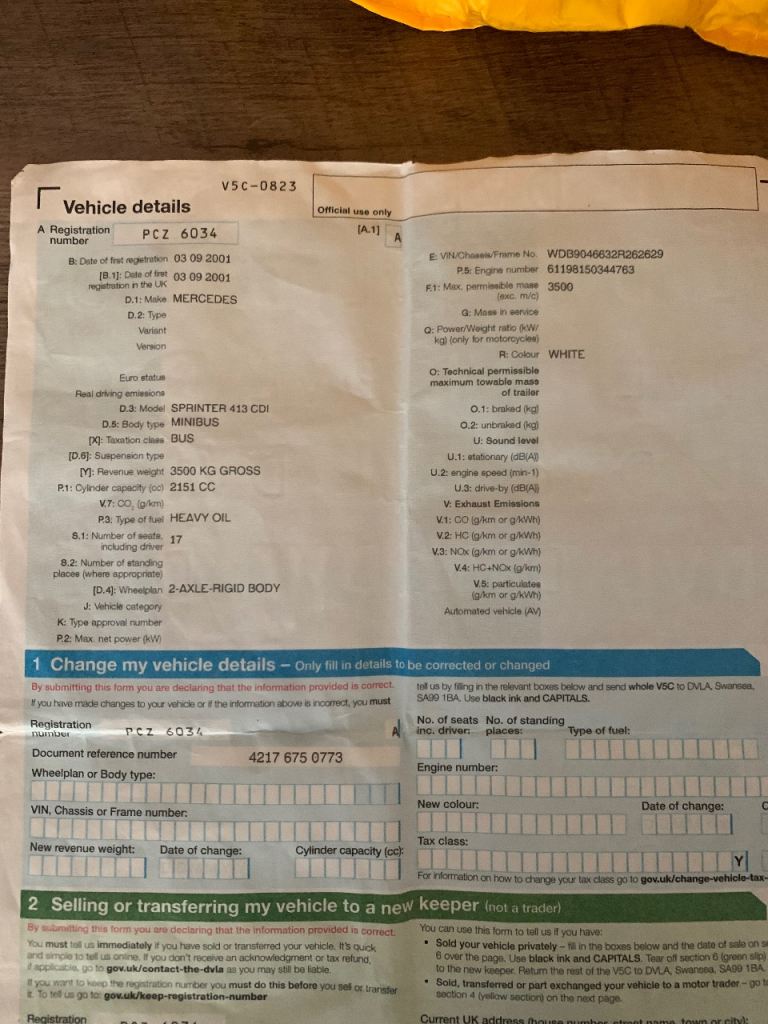 V5C-0823
Vehicle details
Official use only
A Registration number PCZ 6034
[A.1] A
B: Date of first registration 03 09 2001
[B.1]: Date of first registration in the UK 03 09 2001
D.1: Make MERCEDES
D.2: Type
Variant
Version
Euro status
Real driving emissions
D.3: Model SPRINTER 413 CDI
D.5: Body type MINIBUS
[X]: Taxation class BUS
[D.6]: Suspension type
[Y]: Revenue weight 3500 KG GROSS
P.1: Cylinder capacity (cc) 2151 CC
V.7: CO2 (g/km)
P.3: Type of fuel HEAVY OIL
S.1: Number of seats, including driver 17
S.2: Number of standing places (where appropriate)
[D.4]: Wheelplan 2-AXLE-RIGID BODY
J: Vehicle category
K: Type approval number
P.2: Max. net power (kW)
E: VIN/Chassis/Frame No. WDB9046632R262629
P.5: Engine number 61198150344763
F.1: Max. permissible mass (exc. m/c) 3500
G: Mass in service
Q: Power/Weight ratio (kW/kg) (only for motorcycles)
R: Colour WHITE
O: Technical permissible maximum towable mass of trailer
O.1: braked (kg)
O.2: unbraked (kg)
U: Sound level
U.1: stationary (dB(A))
U.2: engine speed (min-1)
U.3: drive-by (dB(A))
V: Exhaust Emissions
V.1: CO (g/km or g/kWh)
V.2: HC (g/km or g/kWh)
V.3: NOx (g/km or g/kWh)
V.4: HC+NOx (g/km)
V.5: particulates (g/km or g/kWh)
Automated vehicle (AV)
1 Change my vehicle details – Only fill in details to be corrected or changed
By submitting this form you are declaring that the information provided is correct.
If you have made changes to your vehicle or if the information above is incorrect, you must
tell us by filling in the relevant boxes below and send whole V5C to DVLA, Swansea,
SA99 1BA. Use black ink and CAPITALS.
Registration number PCZ 6034 A
Document reference number 4217 675 0773
Wheelplan or Body type:
VIN, Chassis or Frame number:
New revenue weight: Date of change: Cylinder capacity (cc):
No. of seats inc. driver: No. of standing places: Type of fuel:
Engine number:
New colour: Date of change:
Tax class:
Y
For information on how to change your tax class go to gov.uk/change-vehicle-tax-
2 Selling or transferring my vehicle to a new keeper (not a trader)
By submitting this form you are declaring that the information provided is correct.
You must tell us immediately if you have sold or transferred your vehicle. It's quick
and simple to tell us online. If you don't receive an acknowledgment or tax refund,
if applicable, go to gov.uk/contact-the-dvla as you may still be liable.
If you want to keep the registration number you must do this before you sell or transfer
it. To tell us go to: gov.uk/keep-registration-number
Registration PCZ 6034
You can use this form to tell us if you have:
• Sold your vehicle privately – fill in the boxes below and the date of sale on se
6 over the page. Use black ink and CAPITALS. Tear off section 6 (green slip)
to the new keeper. Return the rest of the V5C to DVLA, Swansea, SA99 1BA.
• Sold, transferred or part exchanged your vehicle to a motor trader – go to
section 4 (yellow section) on the next page.
Current UK address (house number, street name, town or city):